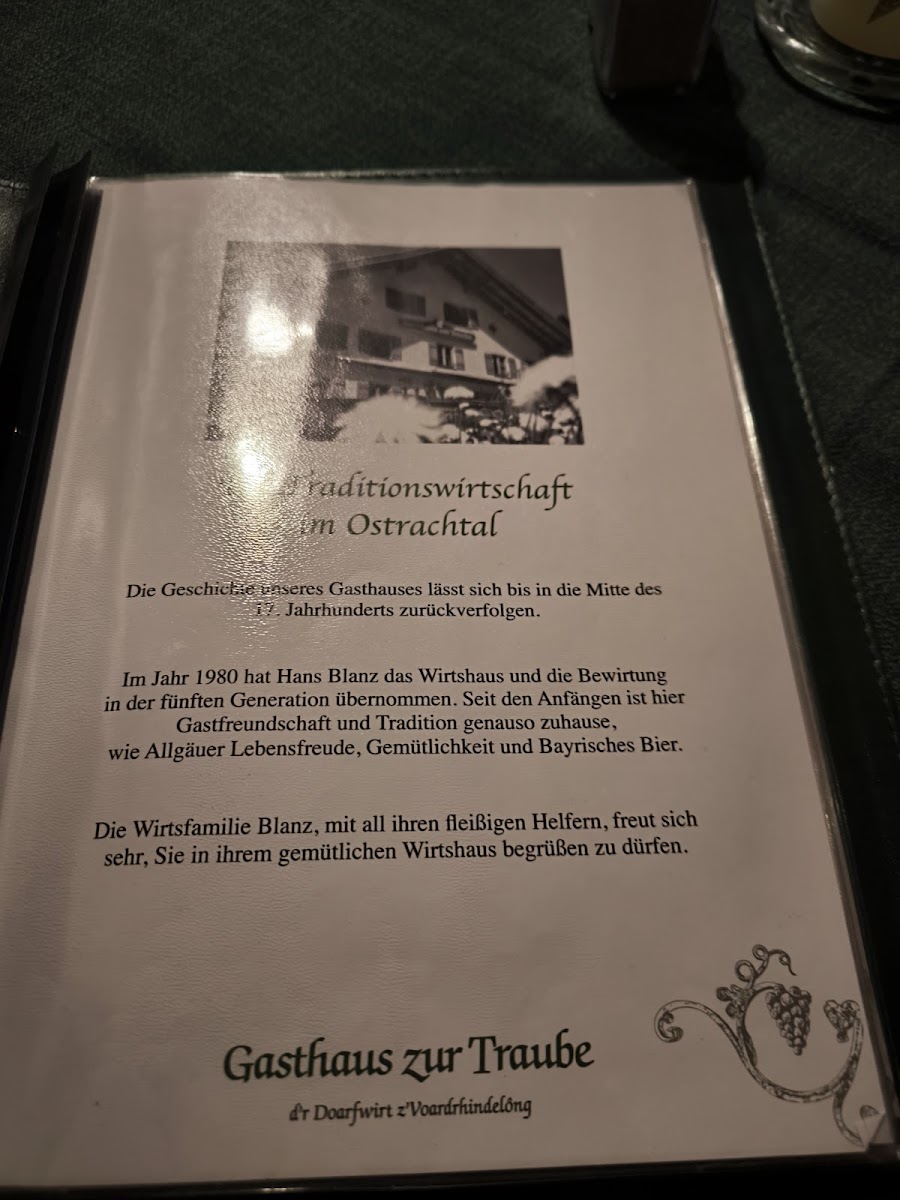 Traditionswirtschaft
im Ostrachtal
Die Geschichte unseres Gasthauses lässt sich bis in die Mitte des
17. Jahrhunderts zurückverfolgen.
Im Jahr 1980 hat Hans Blanz das Wirtshaus und die Bewirtung
in der fünften Generation übernommen. Seit den Anfängen ist hier
Gastfreundschaft und Tradition genauso zuhause,
wie Allgäuer Lebensfreude, Gemütlichkeit und Bayrisches Bier.
Die Wirtsfamilie Blanz, mit all ihren fleißigen Helfern, freut sich
sehr, Sie in ihrem gemütlichen Wirtshaus begrüßen zu dürfen.
Gasthaus zur Traube
d'r Doarfwirt z'Voardrhindelông